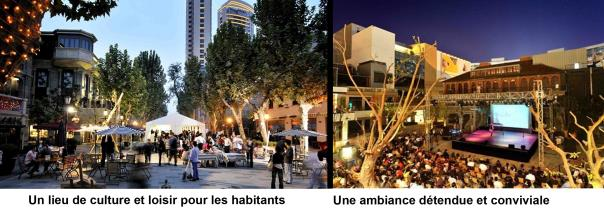 Un lieu de culture et loisir pour les habitants
Une ambiance détendue et conviviale